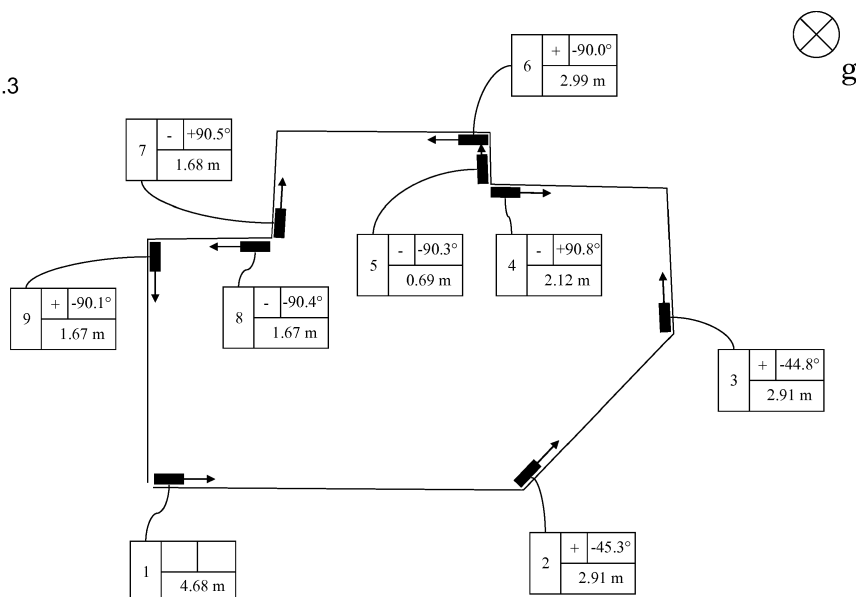 g
.3
6 + -90.0°
2.99 m
7 - +90.5°
1.68 m
5 - -90.3°
0.69 m
4 - +90.8°
2.12 m
9 + -90.1°
1.67 m
8 - -90.4°
1.67 m
3 + -44.8°
2.91 m
1
4.68 m
2 + -45.3°
2.91 m